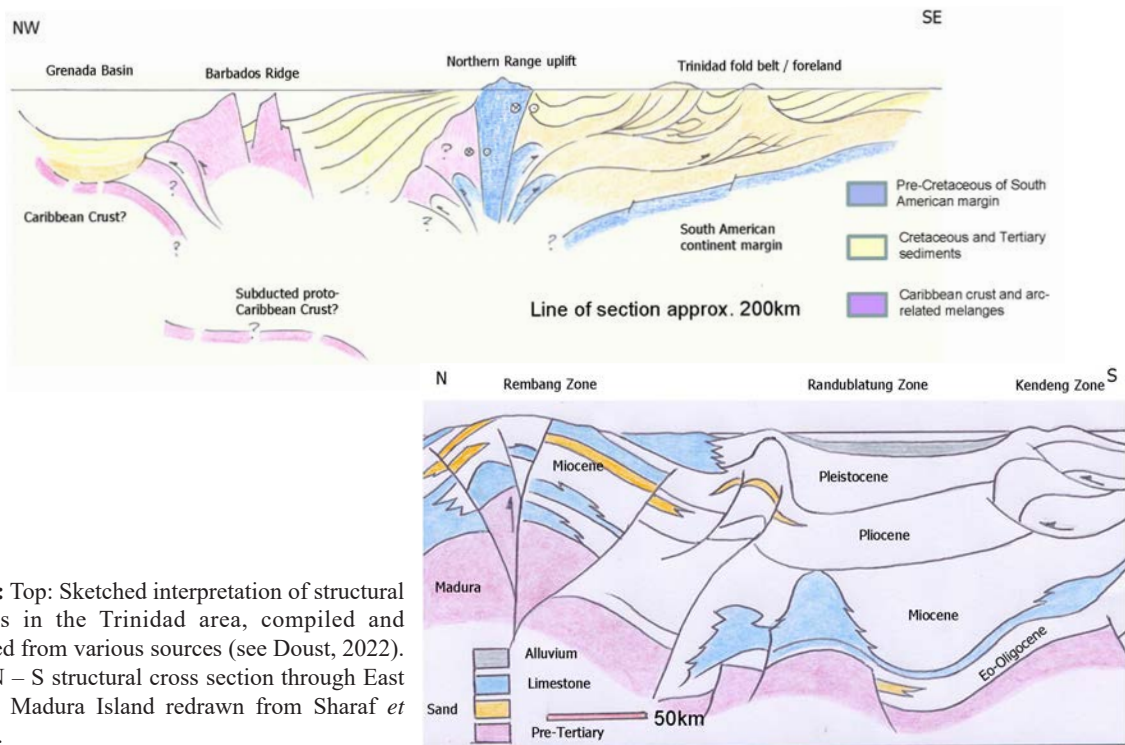 NW
SE
Grenada Basin
Barbados Ridge
Northern Range uplift
Trinidad fold belt / foreland
?
?
?
Caribbean Crust?
?
?
?
South American
continent margin
Pre-Cretaceous of South
American margin
Cretaceous and Tertiary
sediments
Caribbean crust and arc-
related melanges
Subducted proto-
Caribbean Crust?
?
Line of section approx. 200km
N
Rembang Zone
Randublatung Zone
Kendeng Zone
S
Miocene
Pleistocene
Pliocene
Madura
Miocene
Eo-Oligocene
Alluvium
Limestone
Sand
50km
Pre-Tertiary
: Top: Sketched interpretation of structural
s in the Trinidad area, compiled and
ed from various sources (see Doust, 2022).
N – S structural cross section through East
Madura Island redrawn from Sharaf et